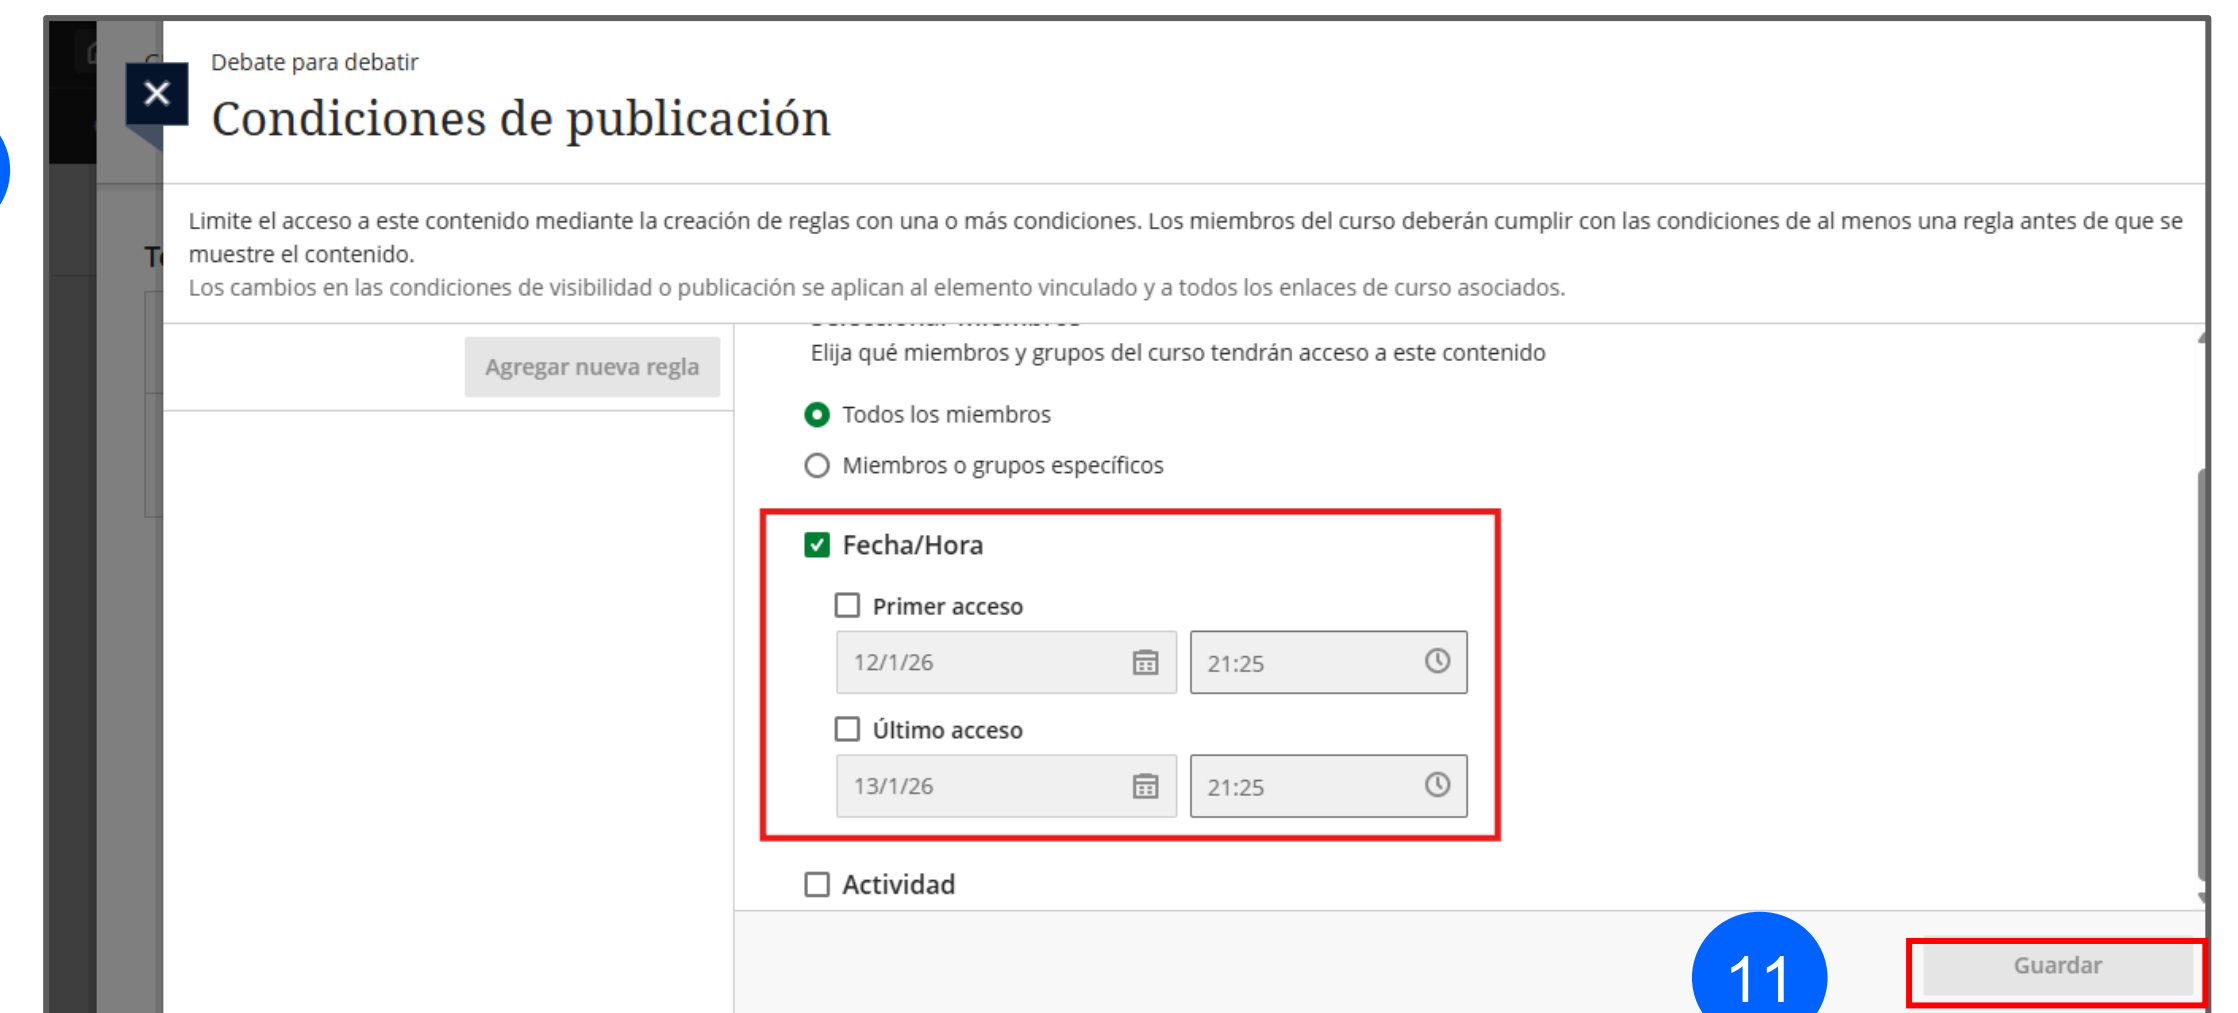 Debate para debatir
Condiciones de publicación
Limite el acceso a este contenido mediante la creación de reglas con una o más condiciones. Los miembros del curso deberán cumplir con las condiciones de al menos una regla antes de que se
muestre el contenido.
Los cambios en las condiciones de visibilidad o publicación se aplican al elemento vinculado y a todos los enlaces de curso asociados.
Agregar nueva regla
Elija qué miembros y grupos del curso tendrán acceso a este contenido
Todos los miembros
Miembros o grupos específicos
Fecha/Hora
Primer acceso
12/1/26 21:25
Último acceso
13/1/26 21:25
Actividad
11
Guardar